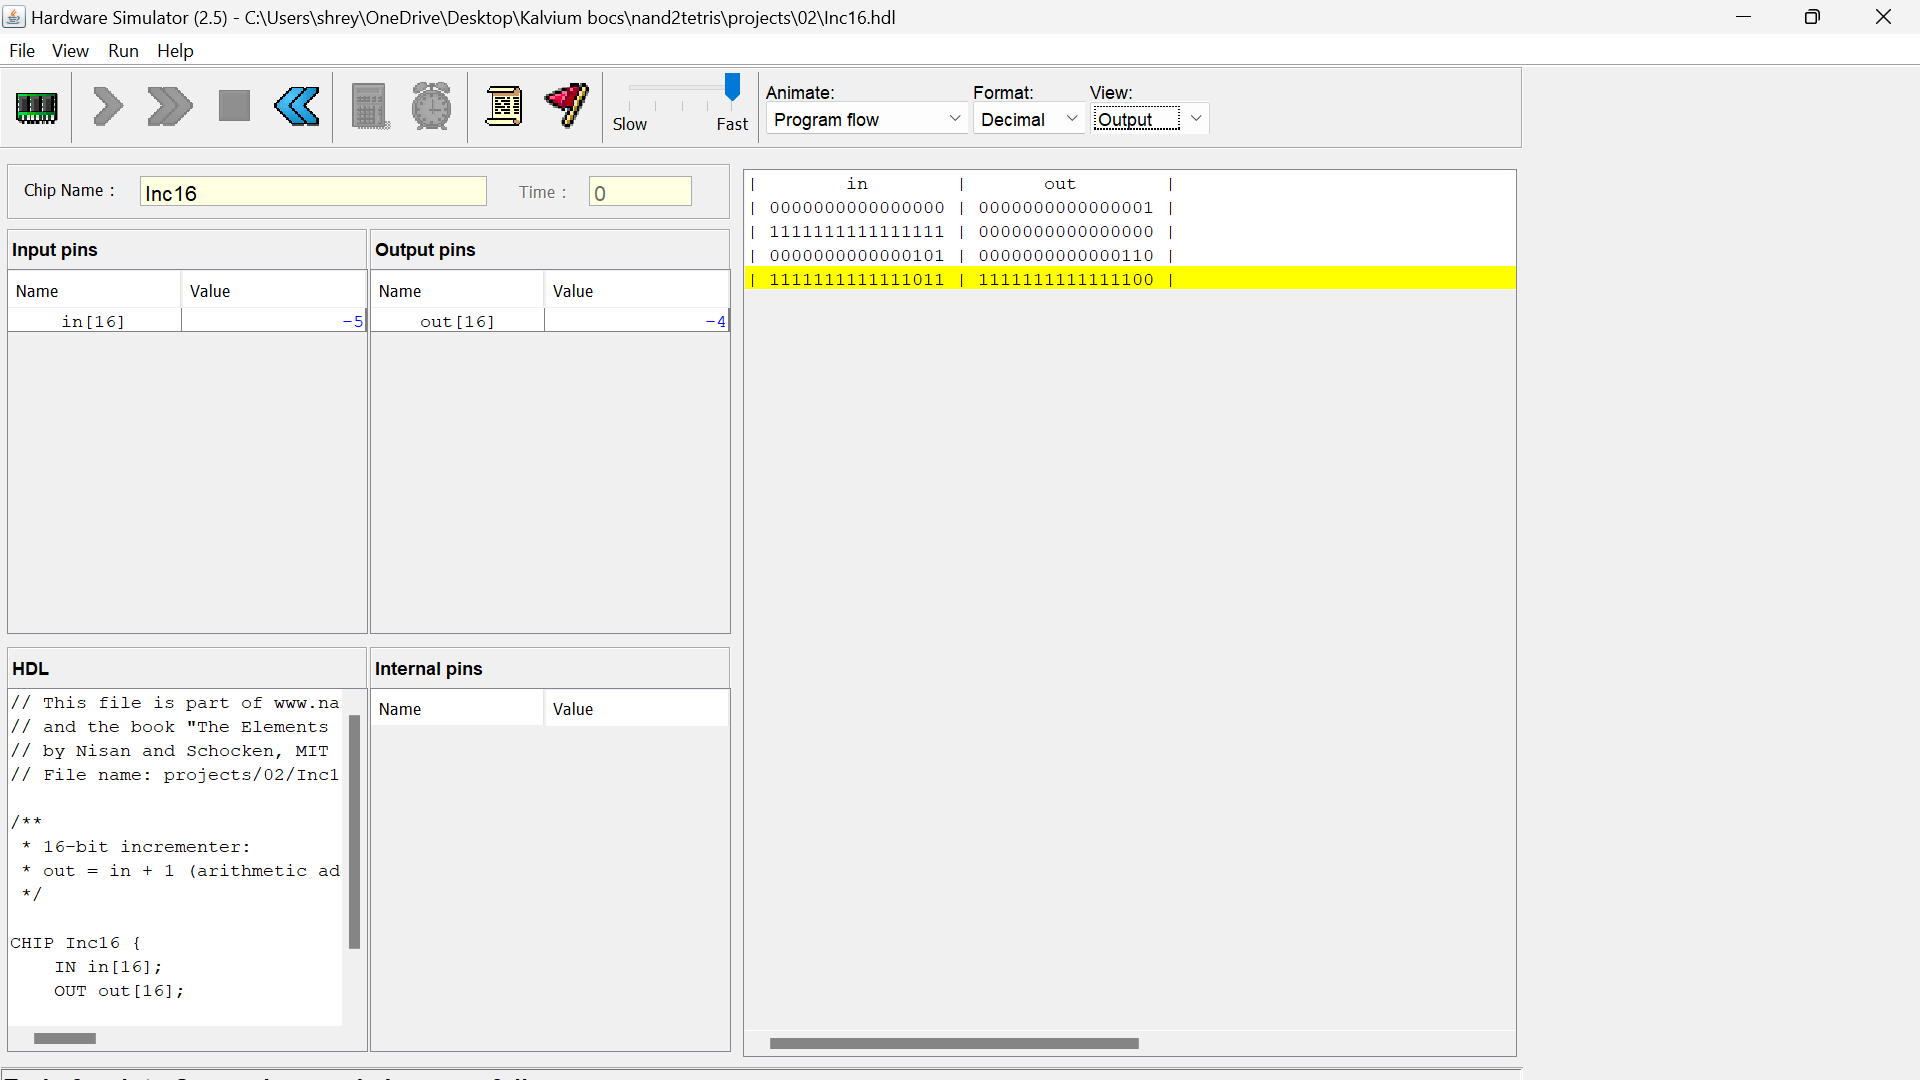 Hardware Simulator (2.5) - C:\Users\shrey\OneDrive\Desktop\Kalvium bocs\nand2tetris\projects\02\Inc16.hdl
File View Run Help
Slow Fast
Animate: Format: View:
Program flow Decimal Output
Chip Name : Inc16 Time : 0
Input pins
Name Value
in[16] -5
Output pins
Name Value
out[16] -4
| in | out |
| 0000000000000000 | 0000000000000001 |
| 1111111111111111 | 0000000000000000 |
| 0000000000000101 | 0000000000000110 |
| 1111111111111011 | 1111111111111100 |
HDL
// This file is part of www.na
// and the book "The Elements
// by Nisan and Schocken, MIT
// File name: projects/02/Inc1
/**
* 16-bit incrementer:
* out = in + 1 (arithmetic ad
*/
CHIP Inc16 {
IN in[16];
OUT out[16];
Internal pins
Name Value